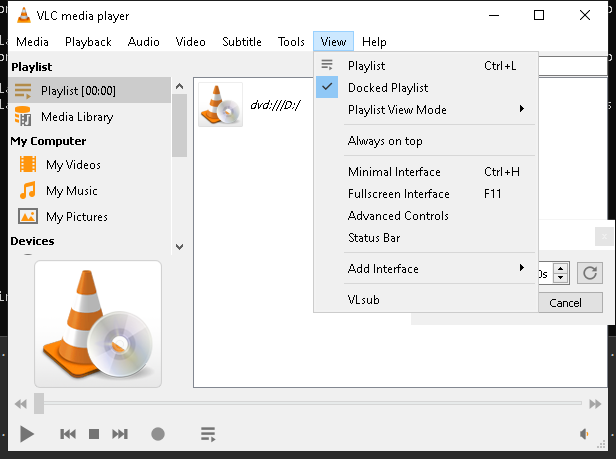 VLC media player
Media Playback Audio Video Subtitle Tools View Help
Playlist
Playlist [00:00]
Media Library
My Computer
My Videos
My Music
My Pictures
Devices
dvd:///D:/
Playlist Ctrl+L
Docked Playlist
Playlist View Mode
Always on top
Minimal Interface Ctrl+H
Fullscreen Interface F11
Advanced Controls
Status Bar
Add Interface
VLsub
0s
Cancel